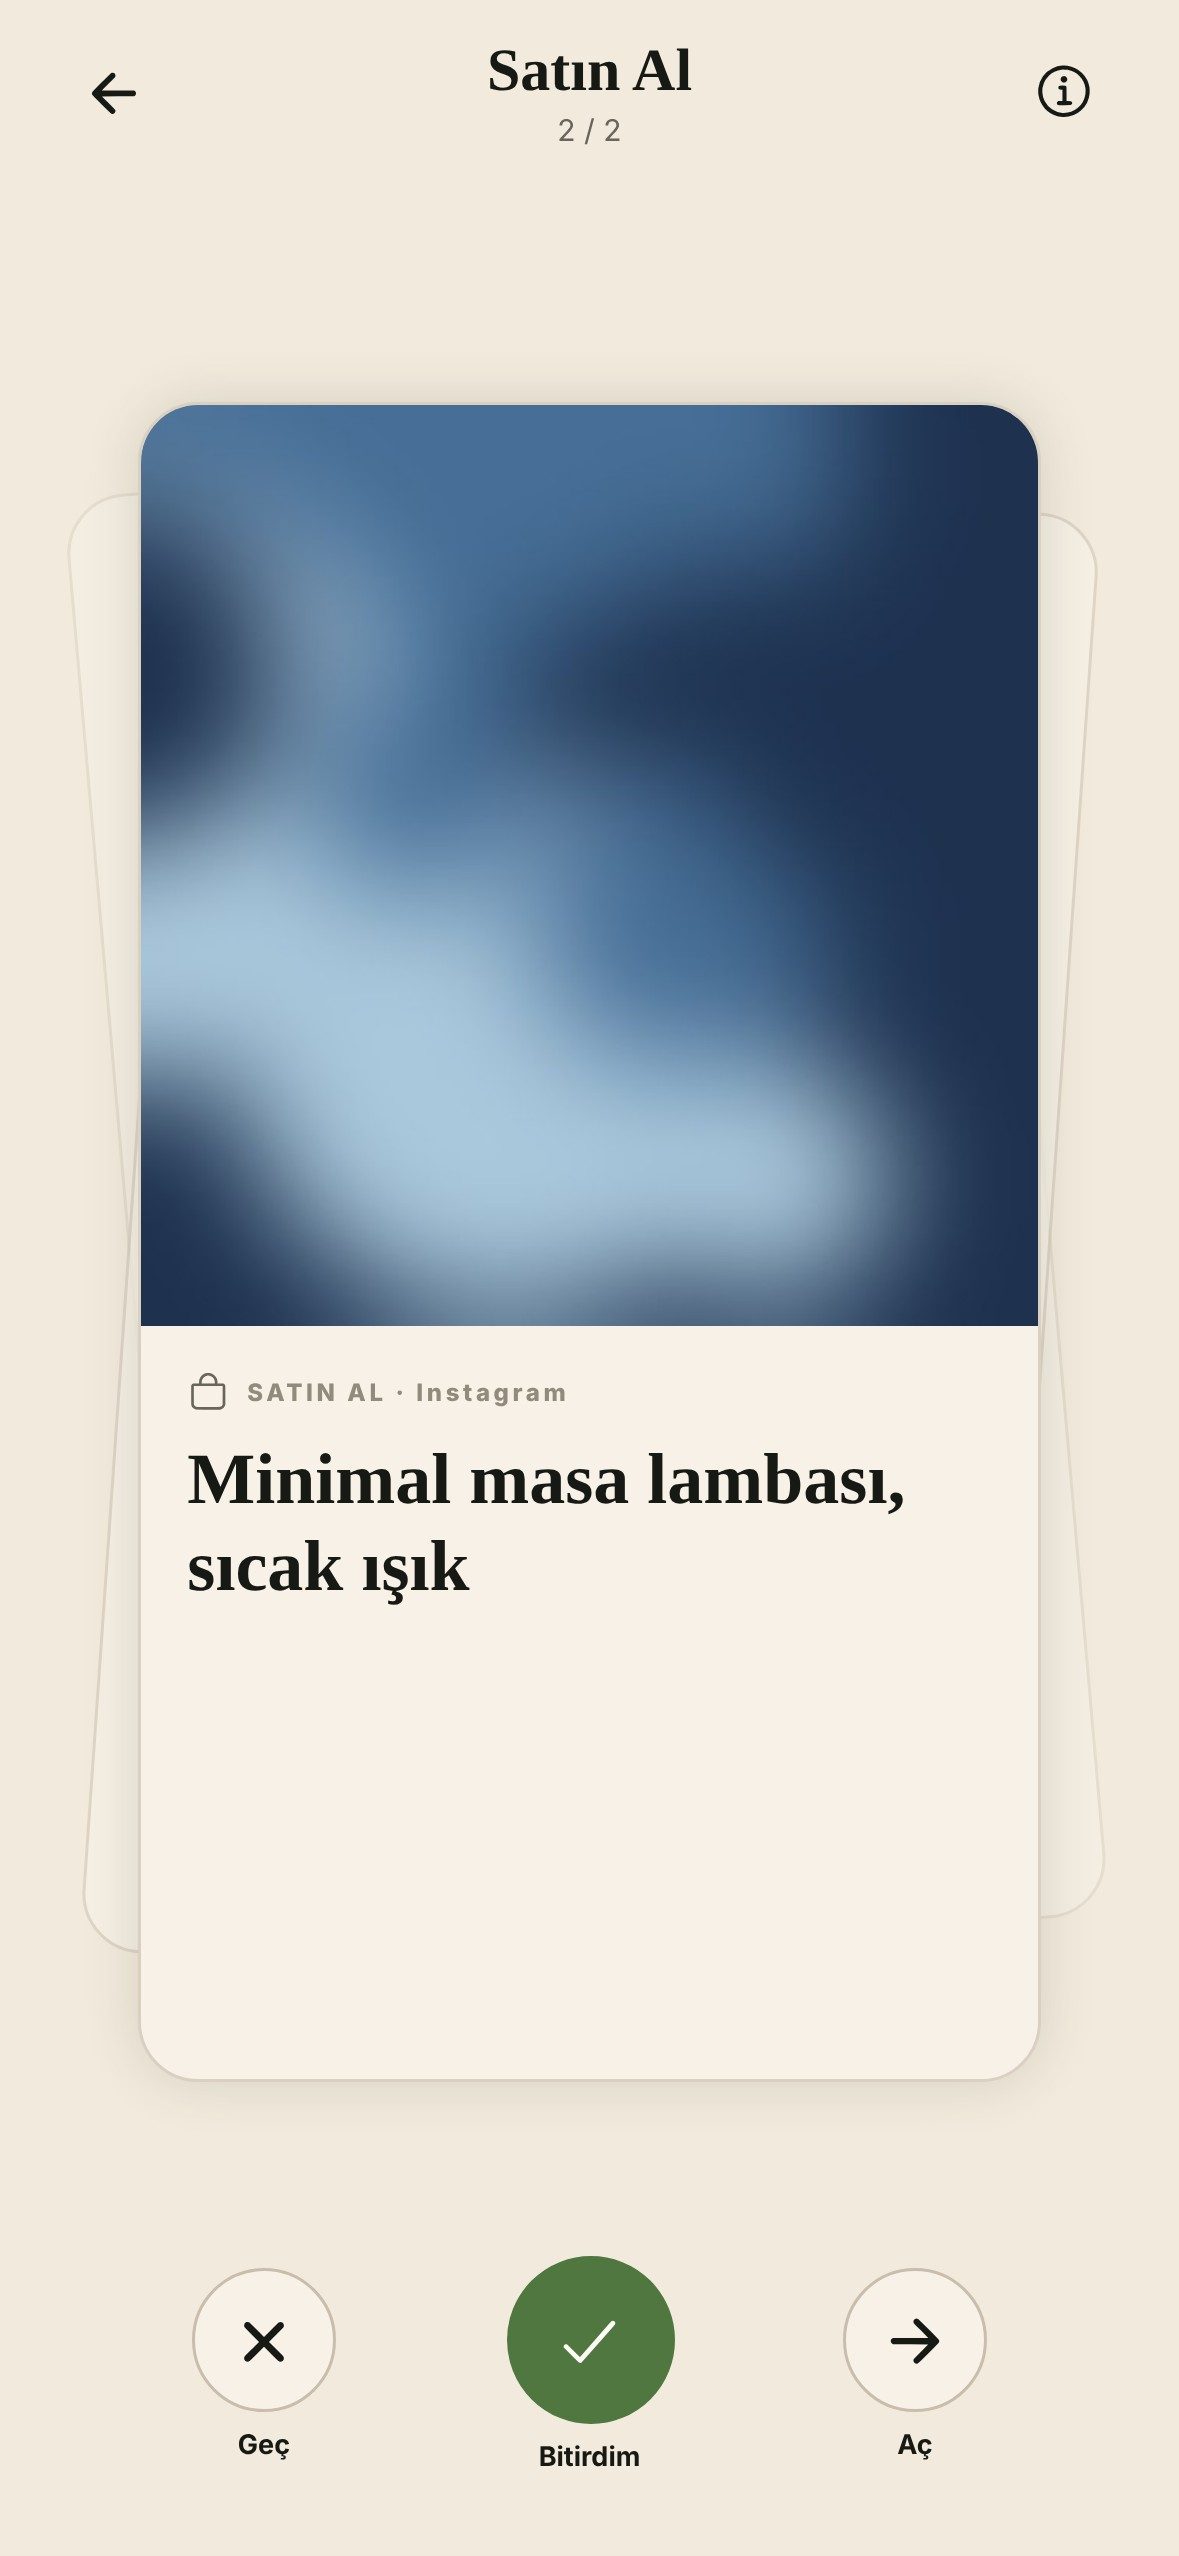 Satın Al
2 / 2
SATIN AL · Instagram
Minimal masa lambası,
sıcak ışık
Geç
Bitirdim
Aç